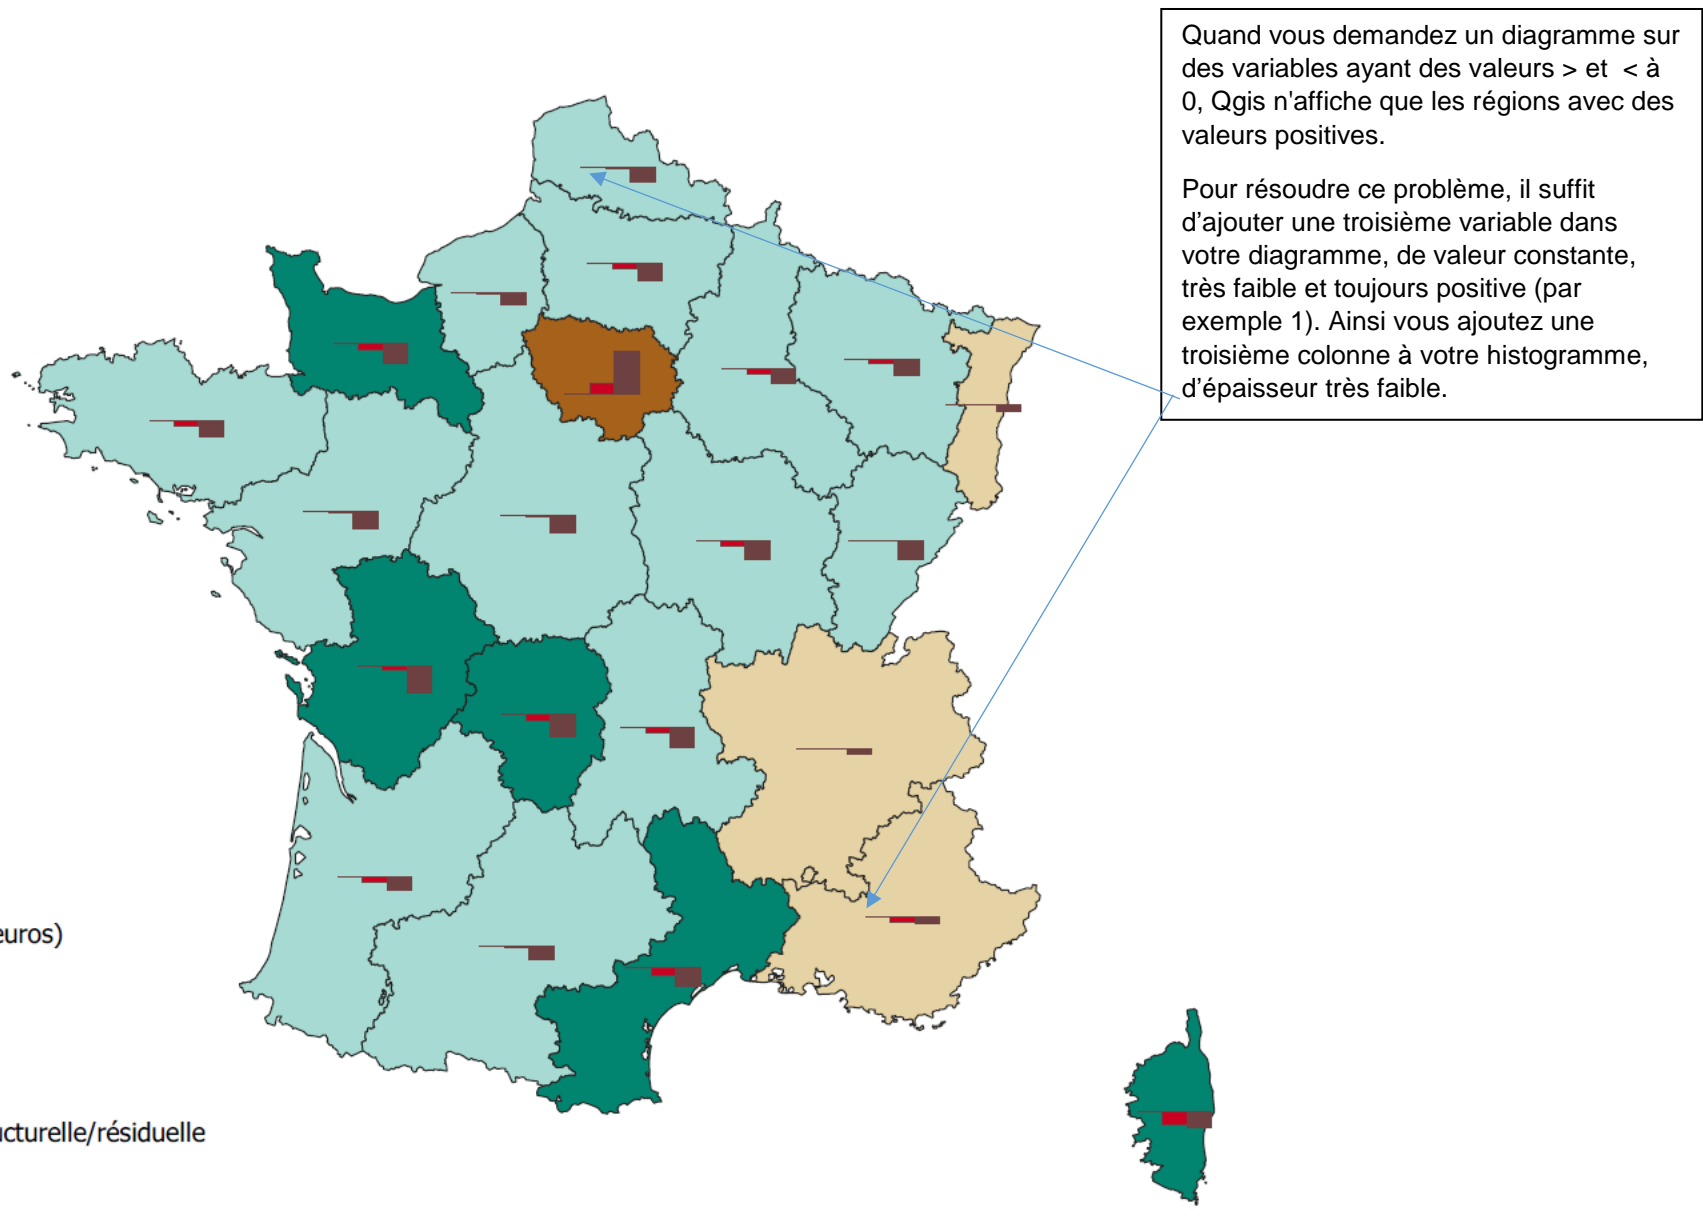 Quand vous demandez un diagramme sur
des variables ayant des valeurs > et < à
0, Qgis n'affiche que les régions avec des
valeurs positives.
Pour résoudre ce problème, il suffit
d'ajouter une troisième variable dans
votre diagramme, de valeur constante,
très faible et toujours positive (par
exemple 1). Ainsi vous ajoutez une
troisième colonne à votre histogramme,
d'épaisseur très faible.
euros)
ucturelle/résiduelle